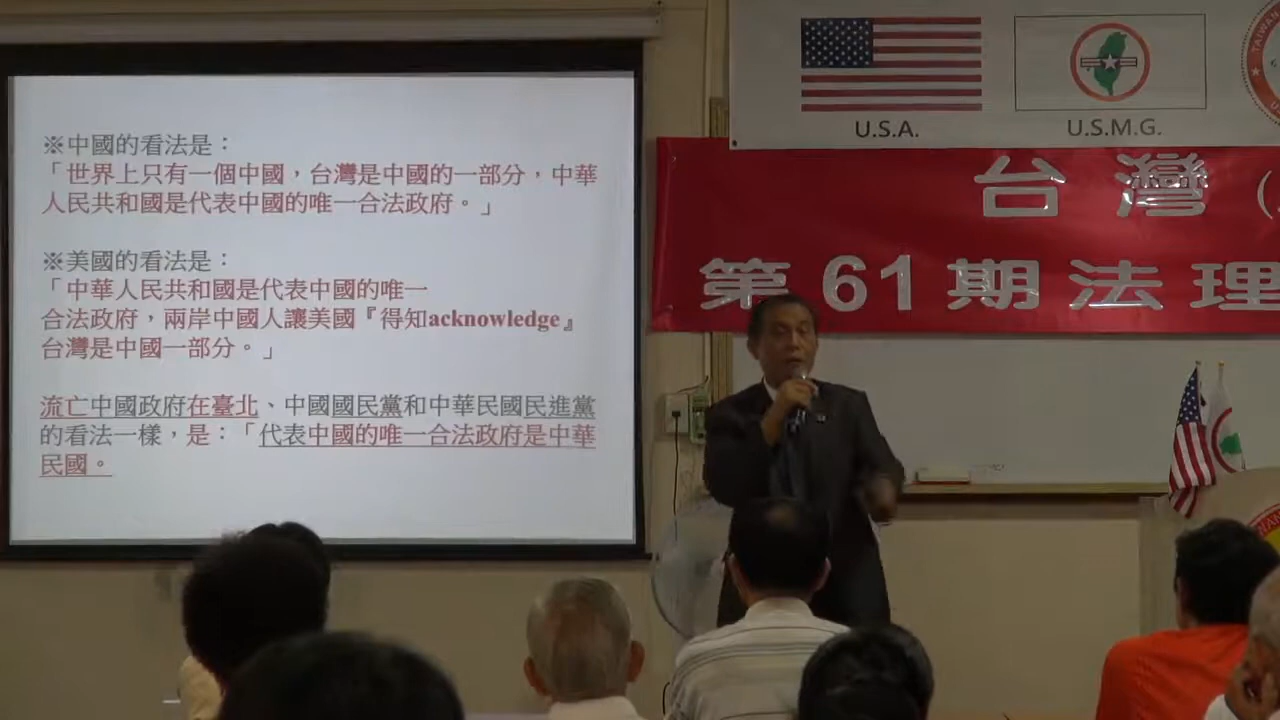 ※中國的看法是：
「世界上只有一個中國，台灣是中國的一部分，中華
人民共和國是代表中國的唯一合法政府。」
※美國的看法是：
「中華人民共和國是代表中國的唯一
合法政府，兩岸中國人讓美國『得知acknowledge』
台灣是中國一部分。」
流亡中國政府在臺北、中國國民黨和中華民國民進黨
的看法一樣，是：「代表中國的唯一合法政府是中華
民國。」
U.S.A.
U.S.M.G.
台灣（
第61期法理